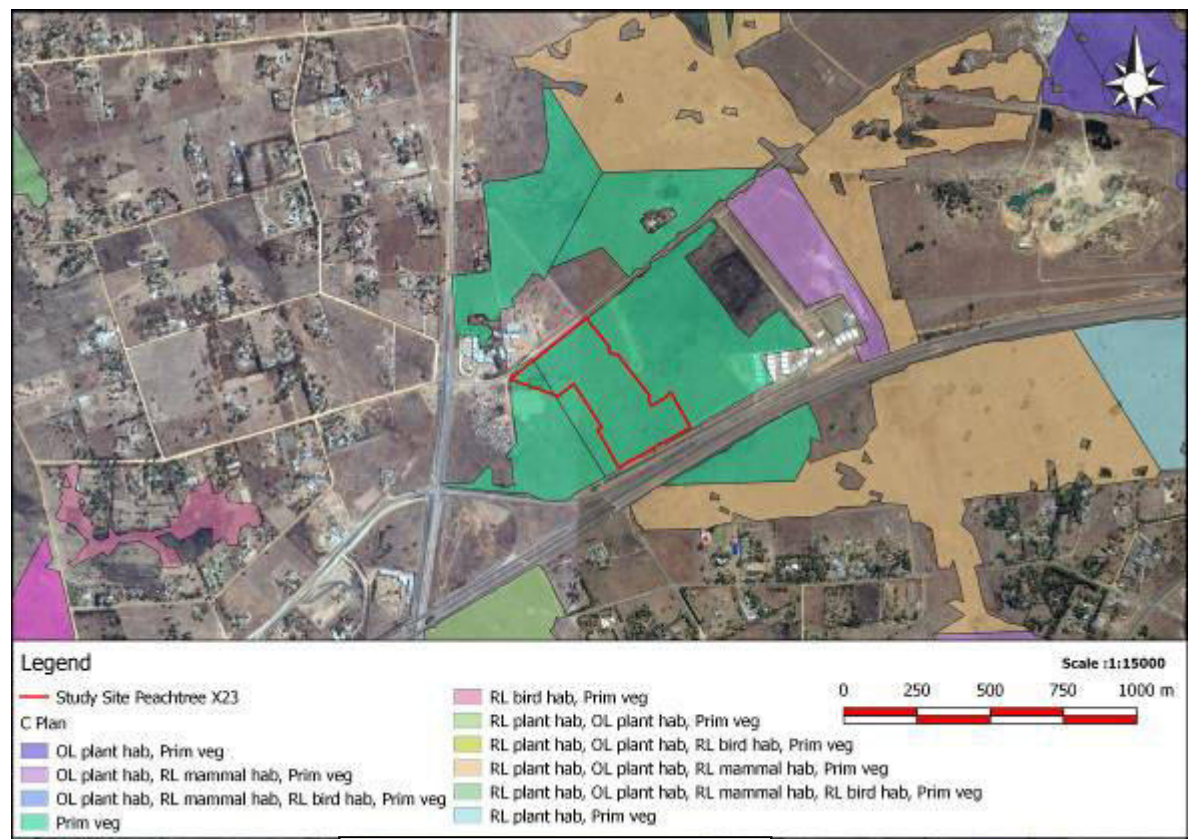 Legend
Scale :1:15000
Study Site Peachtree X23
C Plan
OL plant hab, Prim veg
OL plant hab, RL mammal hab, Prim veg
OL plant hab, RL mammal hab, RL bird hab, Prim veg
Prim veg
RL bird hab, Prim veg
RL plant hab, OL plant hab, Prim veg
RL plant hab, OL plant hab, RL bird hab, Prim veg
RL plant hab, OL plant hab, RL mammal hab, Prim veg
RL plant hab, OL plant hab, RL mammal hab, RL bird hab, Prim veg
RL plant hab, Prim veg
0 250 500 750 1000 m